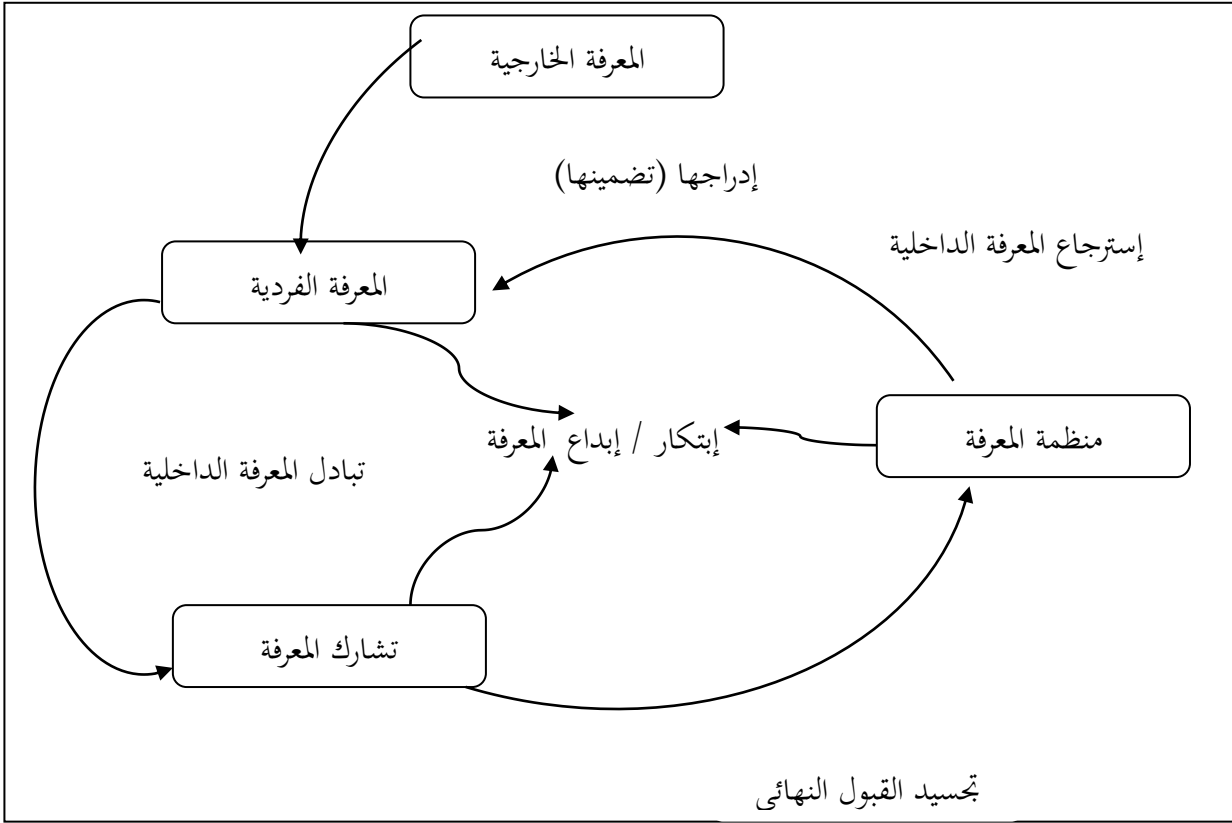 المعرفة الخارجية
إدراجها (تضمينها)
إسترجاع المعرفة الداخلية
المعرفة الفردية
منظمة المعرفة
إبتكار / إبداع المعرفة
تبادل المعرفة الداخلية
تشارك المعرفة
تجسيد القبول النهائي